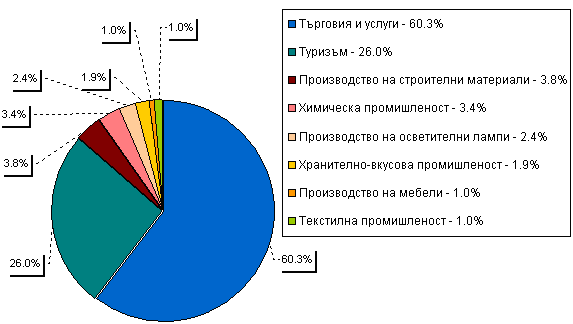 1.0%
1.0%
2.4%
1.9%
3.4%
3.8%
26.0%
60.3%
Търговия и услуги - 60.3%
Туризъм - 26.0%
Производство на строителни материали - 3.8%
Химическа промишленост - 3.4%
Производство на осветителни лампи - 2.4%
Хранително-вкусова промишленост - 1.9%
Производство на мебели - 1.0%
Текстилна промишленост - 1.0%